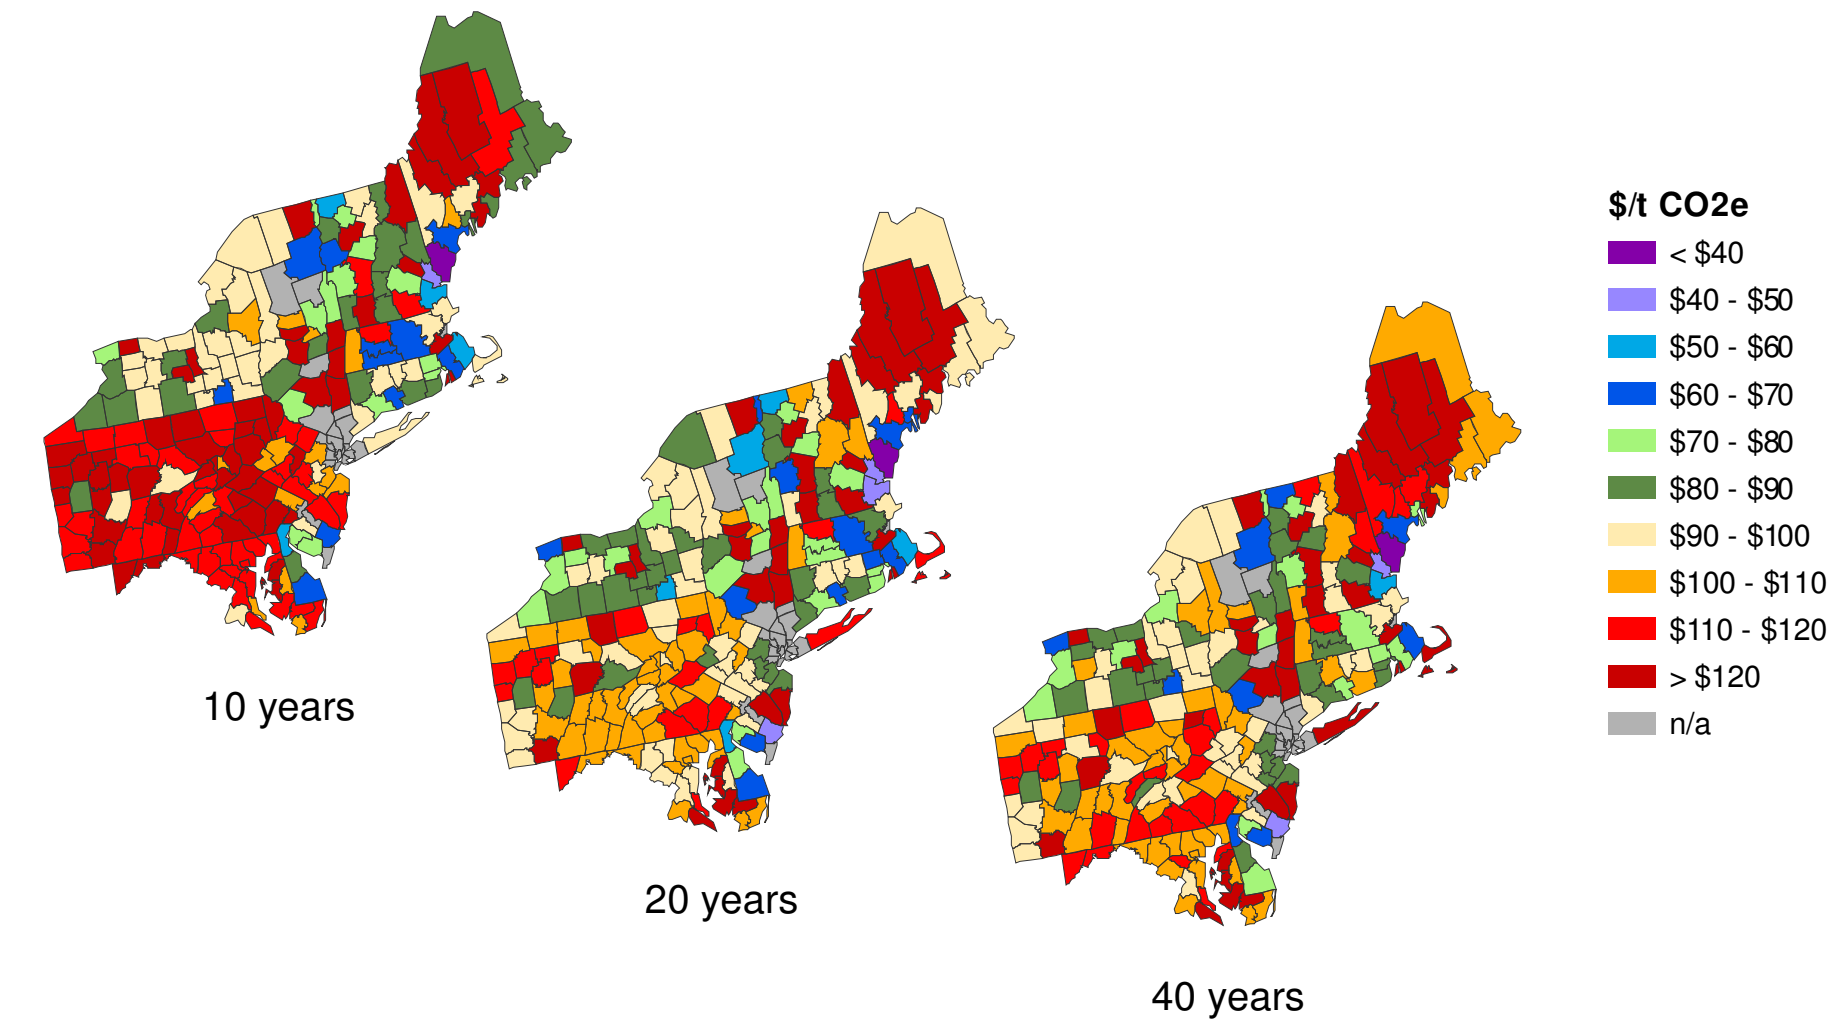 $/t CO2e
< $40
$40 - $50
$50 - $60
$60 - $70
$70 - $80
$80 - $90
$90 - $100
$100 - $110
$110 - $120
> $120
n/a
10 years
20 years
40 years